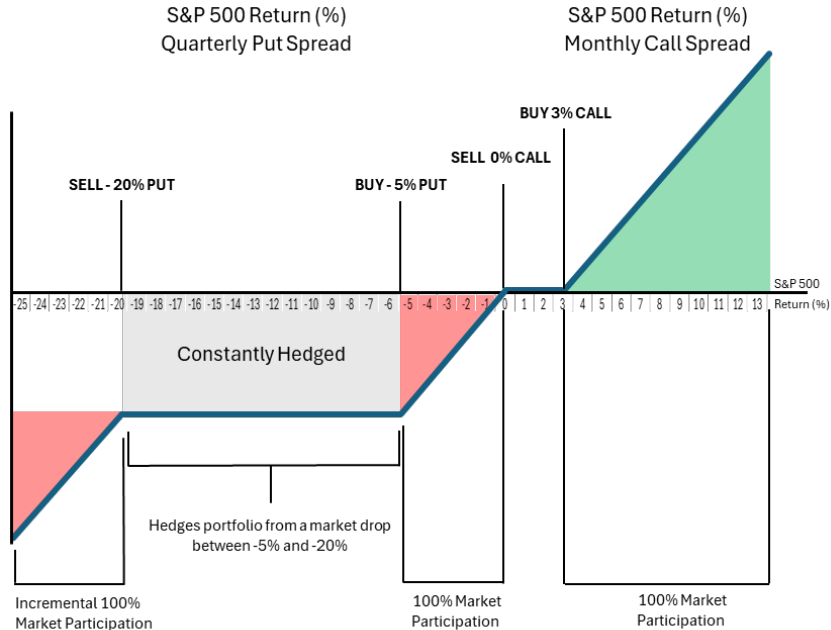 S&P 500 Return (%)
Quarterly Put Spread
S&P 500 Return (%)
Monthly Call Spread
BUY 3% CALL
SELL 0% CALL
SELL - 20% PUT
BUY - 5% PUT
S&P 500
-25 -24 -23 -22 -21 -20 -19 -18 -17 -16 -15 -14 -13 -12 -11 -10 -9 -8 -7 -6 -5 -4 -3 -2 -1 0 1 2 3 4 5 6 7 8 9 10 11 12 13
Return (%)
Constantly Hedged
Hedges portfolio from a market drop
between -5% and -20%
Incremental 100%
Market Participation
100% Market
Participation
100% Market
Participation